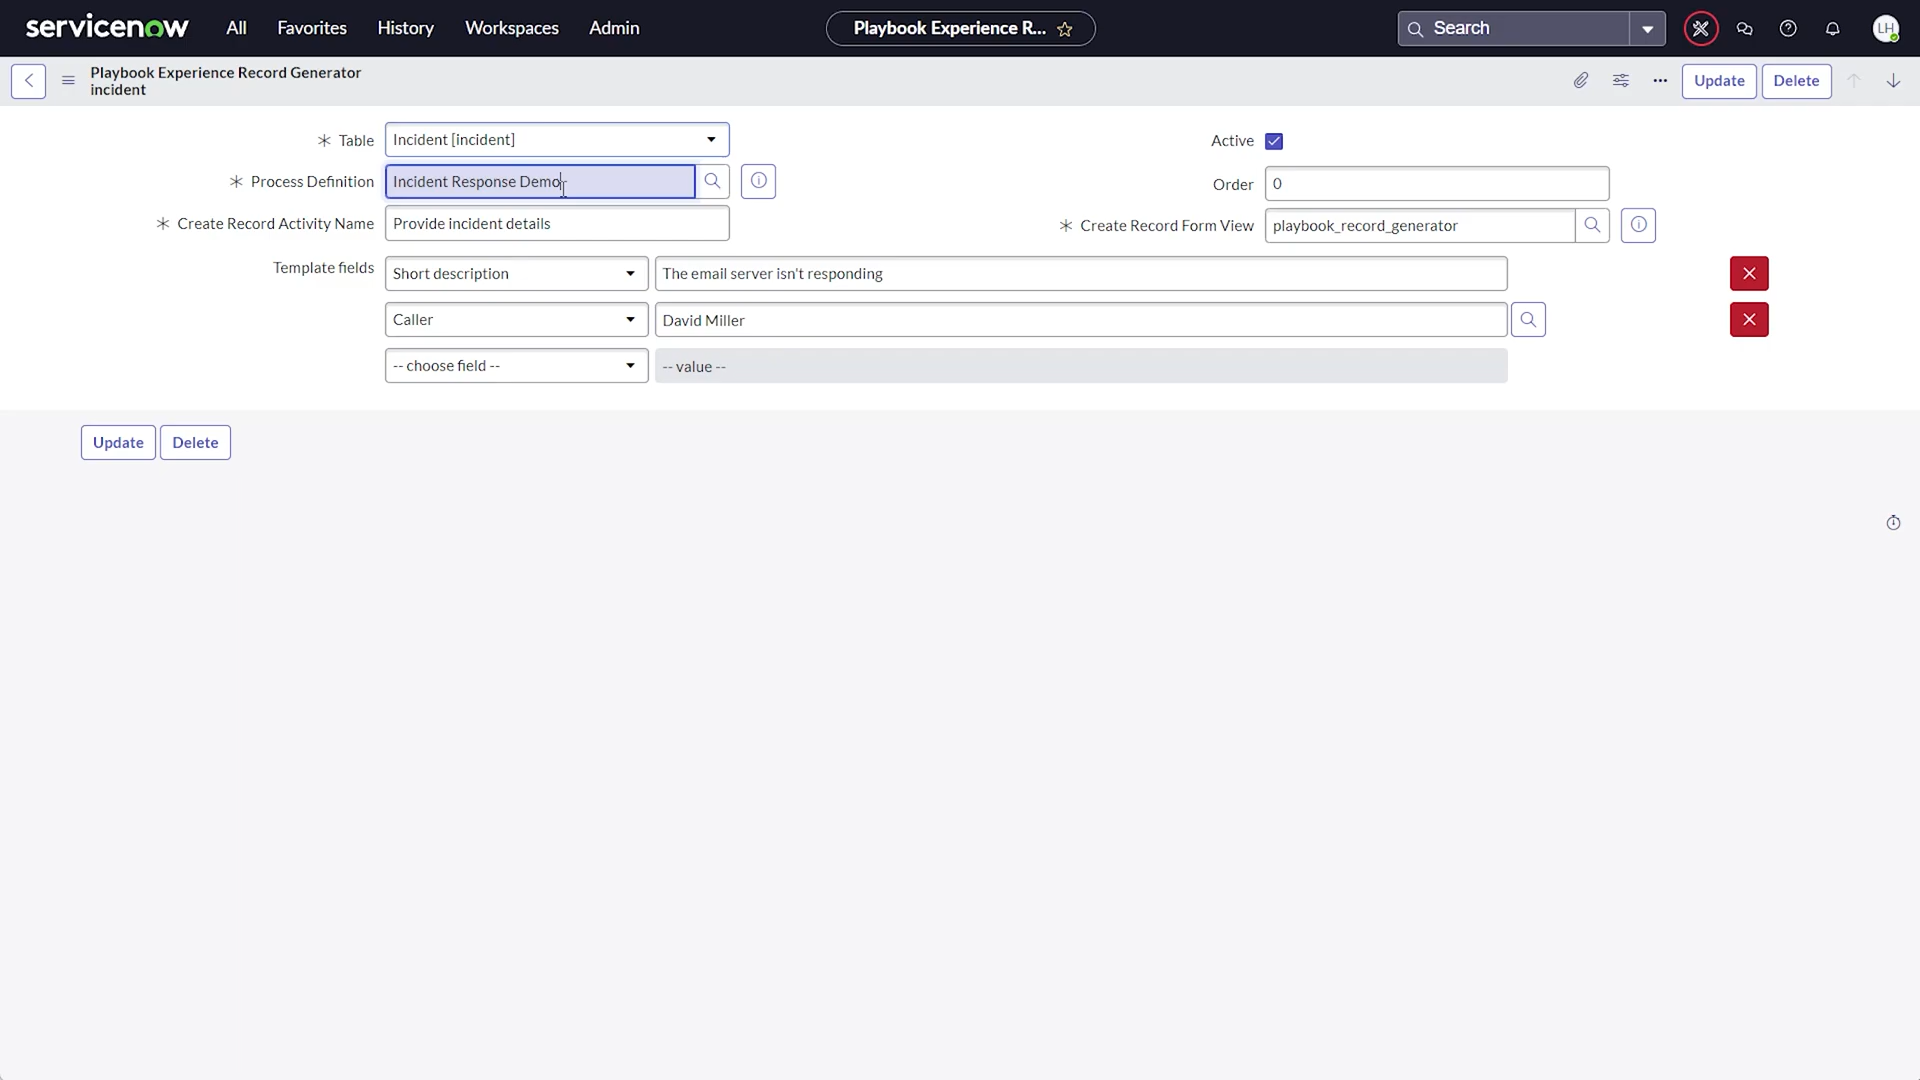 servicenow All Favorites History Workspaces Admin Playbook Experience R... Search LH
Playbook Experience Record Generator
incident
Update Delete
Table Incident [incident] Active
Process Definition Incident Response Demo Order 0
Create Record Activity Name Provide incident details Create Record Form View playbook_record_generator
Template fields Short description The email server isn't responding
Caller David Miller
-- choose field -- -- value --
Update Delete